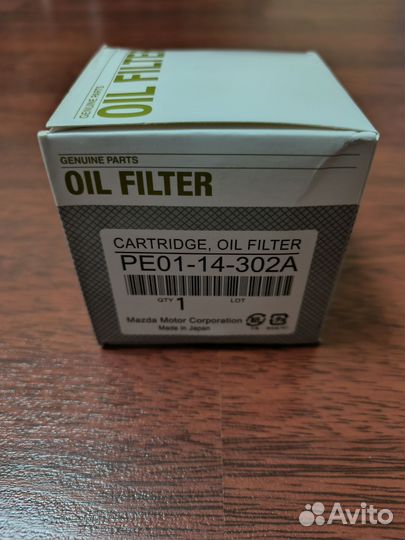 GENUINE PARTS
OIL FILTER
GENUINE PARTS
OIL FILTER
CARTRIDGE, OIL FILTER
PE01-14-302A
QTY 1 LOT
Mazda Motor Corporation
Made in Japan
Avito